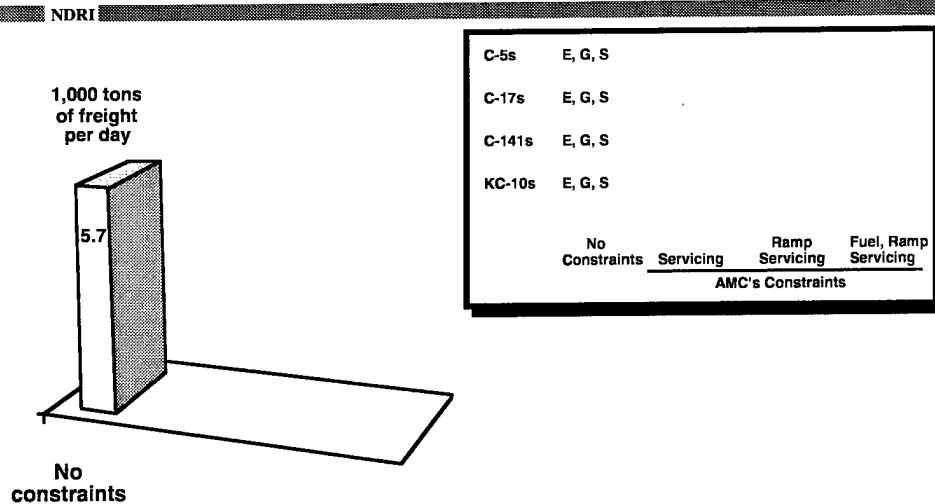 NDRI
1,000 tons
of freight
per day
5.7
No
constraints
C-5s E, G, S
C-17s E, G, S
C-141s E, G, S
KC-10s E, G, S
No Ramp Fuel, Ramp
Constraints Servicing Servicing Servicing
AMC's Constraints